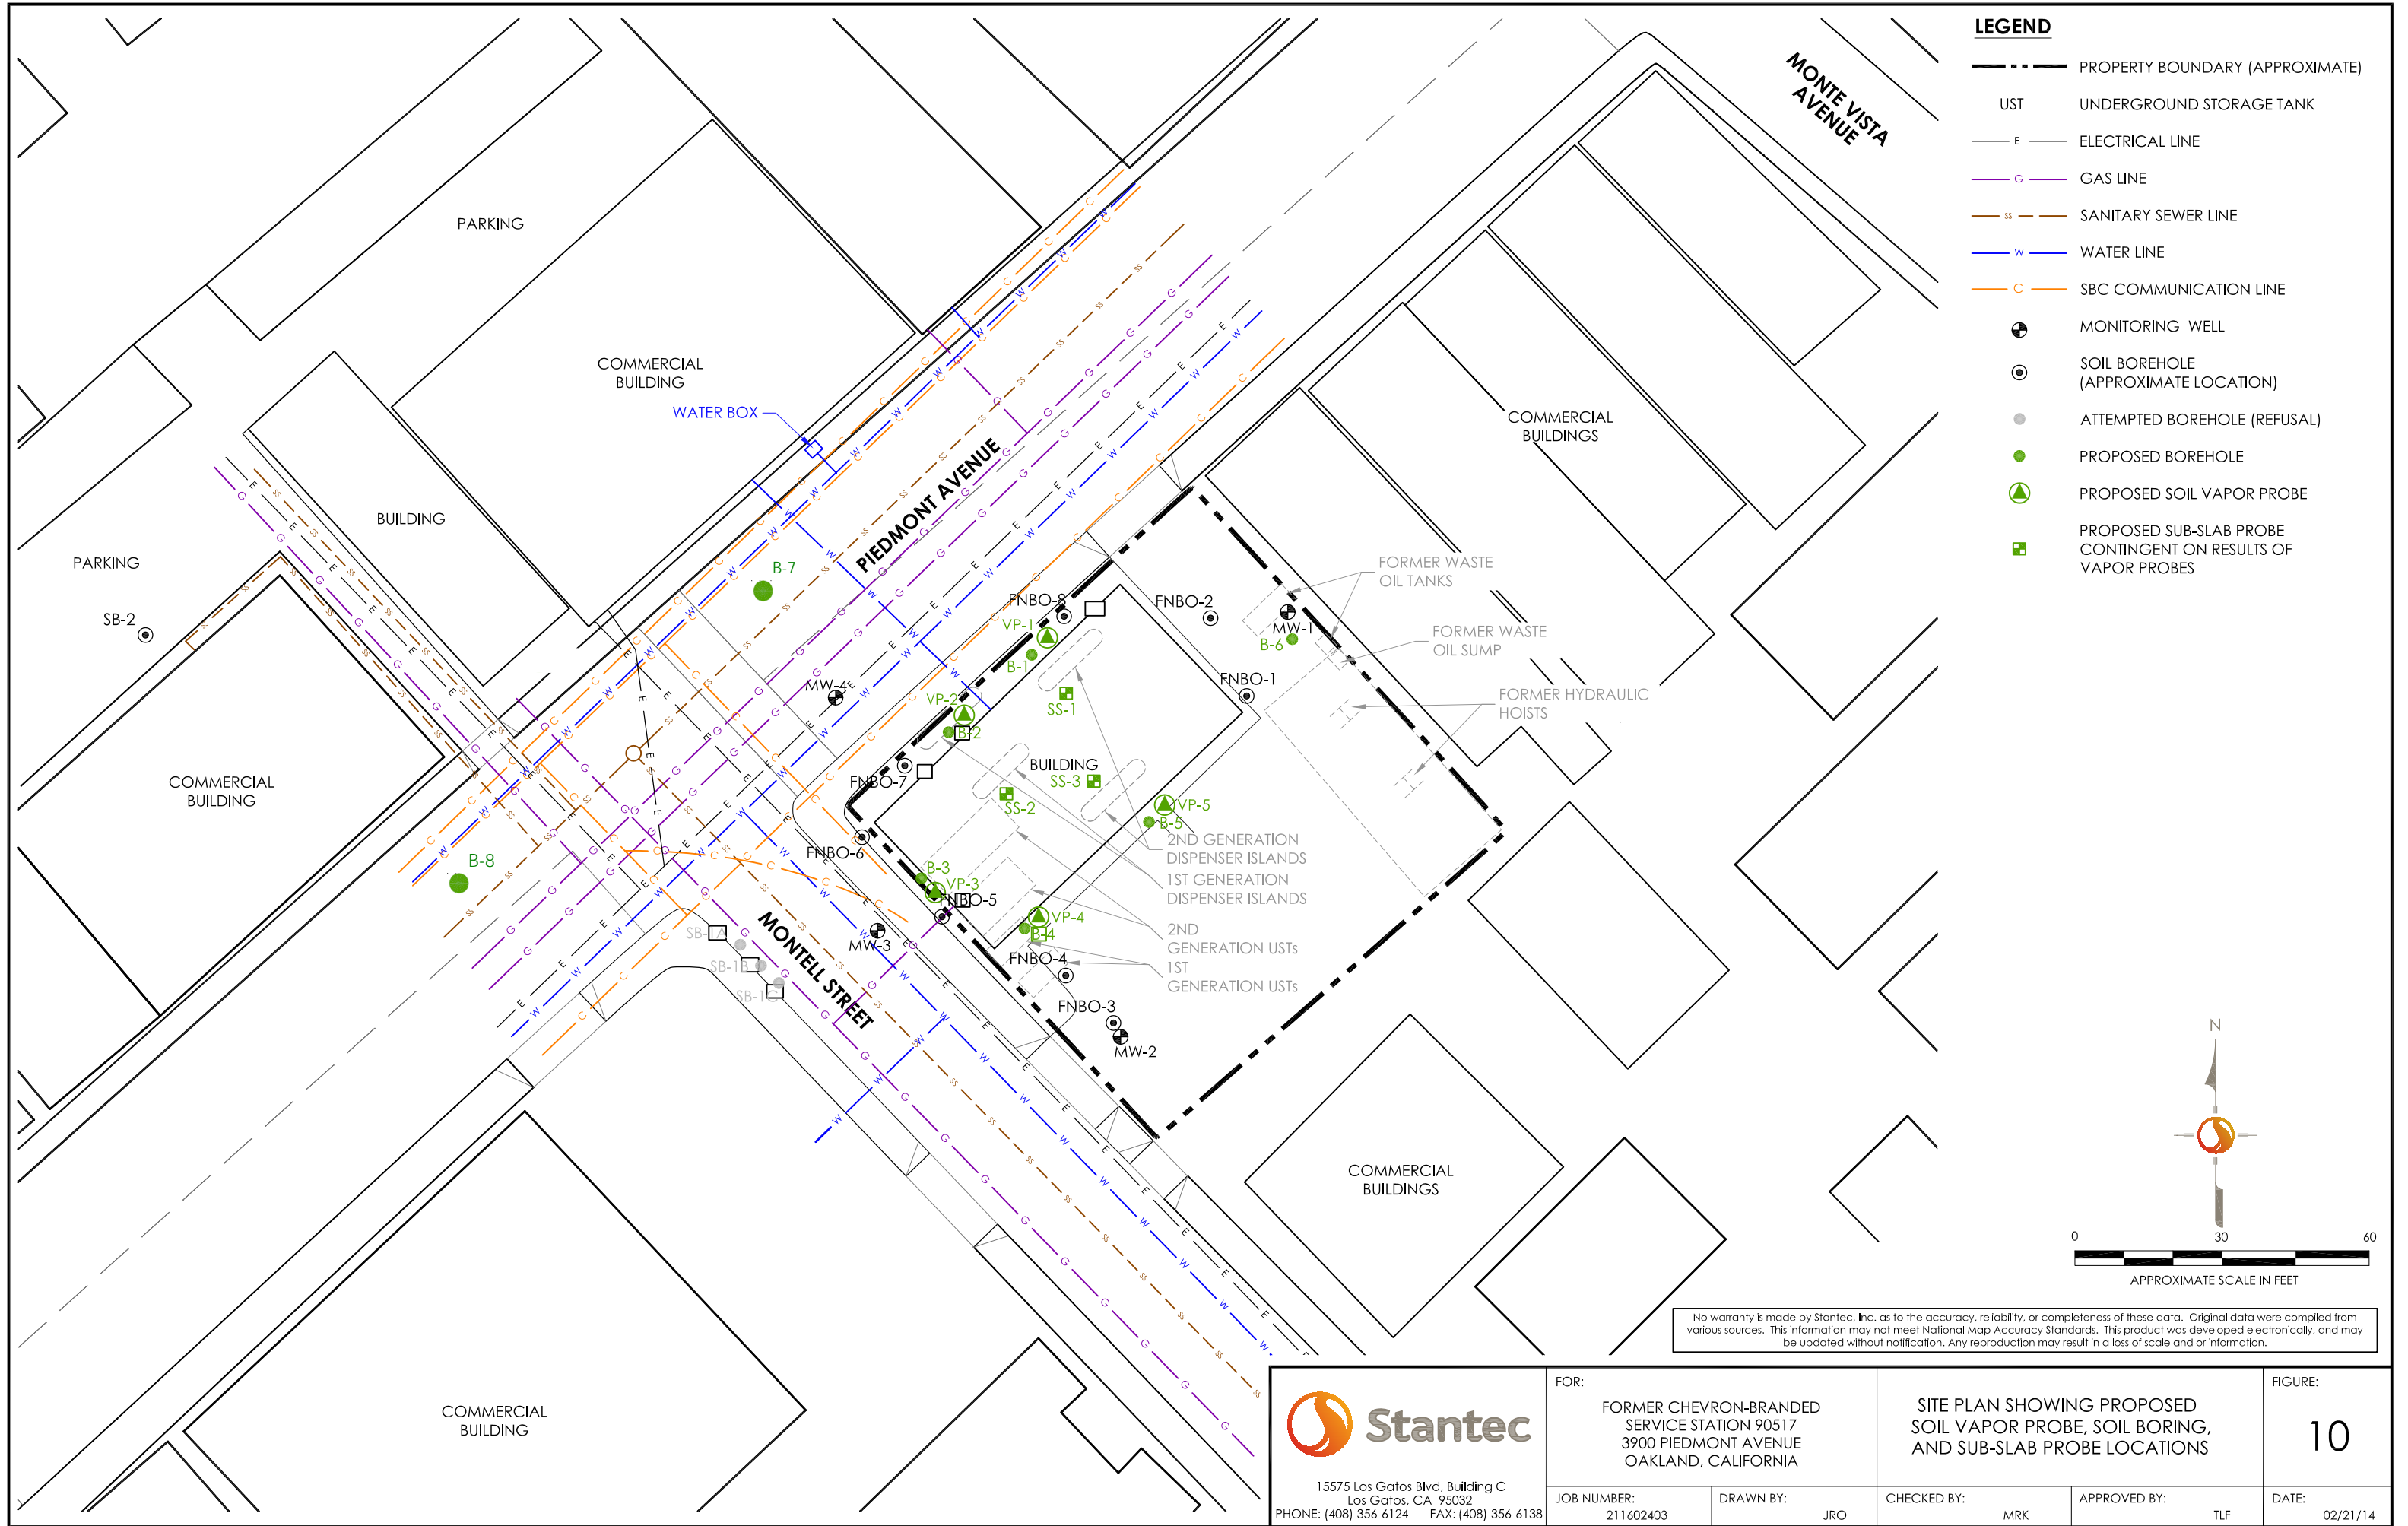 LEGEND
PROPERTY BOUNDARY (APPROXIMATE)
UST UNDERGROUND STORAGE TANK
E ELECTRICAL LINE
G GAS LINE
SS SANITARY SEWER LINE
W WATER LINE
C SBC COMMUNICATION LINE
MONITORING WELL
SOIL BOREHOLE
(APPROXIMATE LOCATION)
ATTEMPTED BOREHOLE (REFUSAL)
PROPOSED BOREHOLE
PROPOSED SOIL VAPOR PROBE
PROPOSED SUB-SLAB PROBE
CONTINGENT ON RESULTS OF
VAPOR PROBES
MONTE VISTA
AVENUE
PARKING
COMMERCIAL
BUILDING
WATER BOX
BUILDING
PARKING
SB-2
COMMERCIAL
BUILDING
PIEDMONT AVENUE
B-7
B-8
COMMERCIAL
BUILDINGS
FORMER WASTE
OIL TANKS
FORMER WASTE
OIL SUMP
FORMER HYDRAULIC
HOISTS
FNBO-8
FNBO-2
VP-1
MW-1
B-6
B-1
FNBO-1
MW-4
VP-2
SS-1
B-2
BUILDING
FNBO-7
SS-3
SS-2
VP-5
B-5
FNBO-6
2ND GENERATION
DISPENSER ISLANDS
1ST GENERATION
DISPENSER ISLANDS
B-3
VP-3
FNBO-5
VP-4
B-4
2ND
GENERATION USTs
1ST
GENERATION USTs
MW-3
FNBO-4
FNBO-3
MW-2
SB-1A
SB-1B
SB-1C
MONTELL STREET
COMMERCIAL
BUILDINGS
COMMERCIAL
BUILDING
N
0 30 60
APPROXIMATE SCALE IN FEET
No warranty is made by Stantec, Inc. as to the accuracy, reliability, or completeness of these data. Original data were compiled from
various sources. This information may not meet National Map Accuracy Standards. This product was developed electronically, and may
be updated without notification. Any reproduction may result in a loss of scale and or information.
Stantec
15575 Los Gatos Blvd, Building C
Los Gatos, CA 95032
PHONE: (408) 356-6124 FAX: (408) 356-6138
FOR:
FORMER CHEVRON-BRANDED
SERVICE STATION 90517
3900 PIEDMONT AVENUE
OAKLAND, CALIFORNIA
SITE PLAN SHOWING PROPOSED
SOIL VAPOR PROBE, SOIL BORING,
AND SUB-SLAB PROBE LOCATIONS
FIGURE:
10
JOB NUMBER:
211602403
DRAWN BY:
JRO
CHECKED BY:
MRK
APPROVED BY:
TLF
DATE:
02/21/14